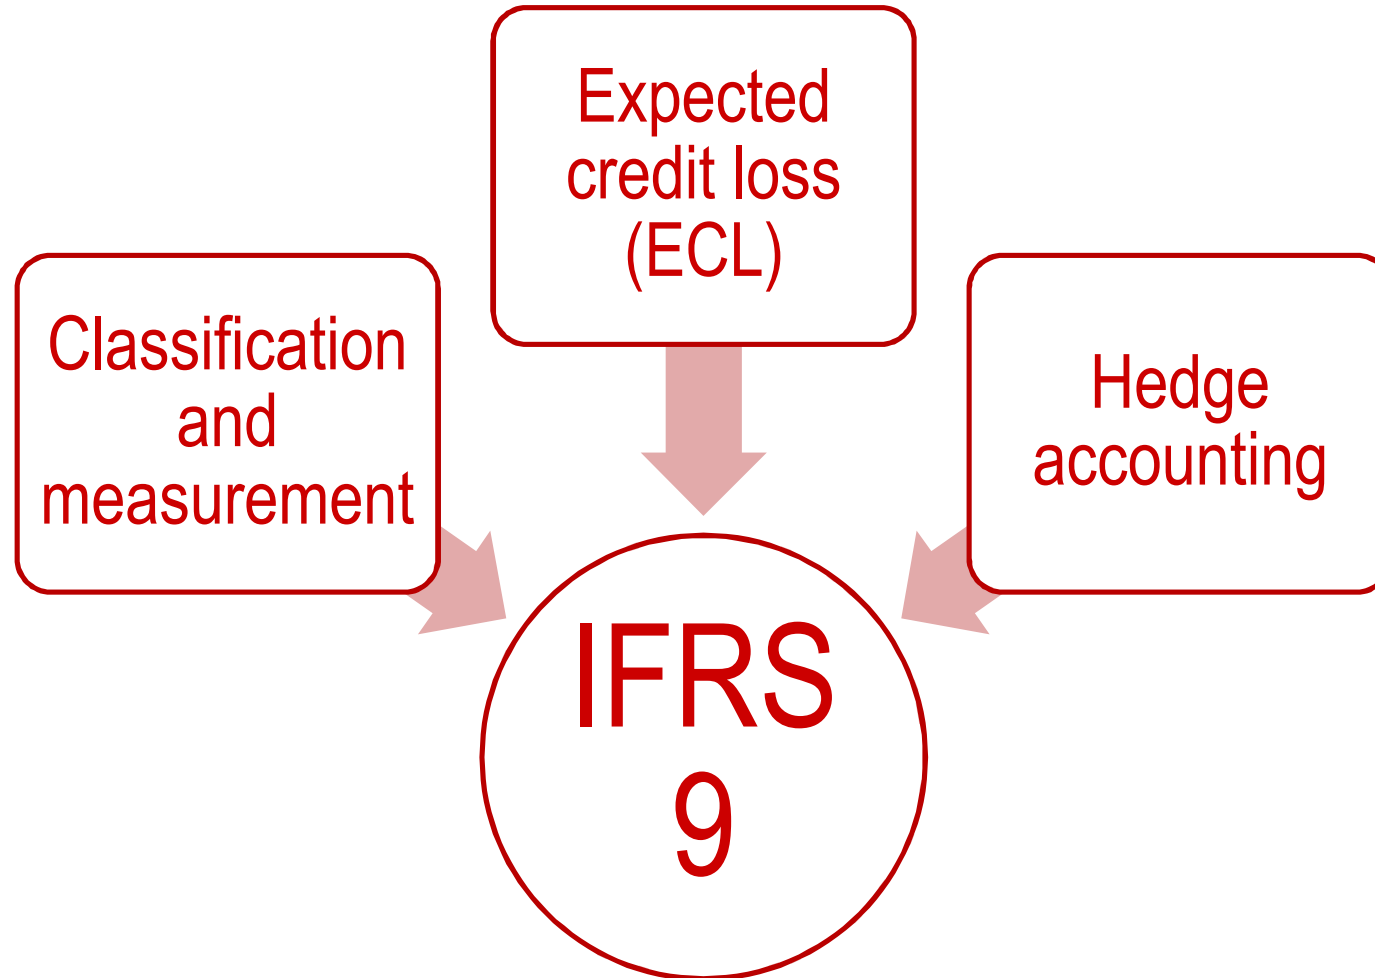 Expected
credit loss
(ECL)
Classification
and
measurement
Hedge
accounting
IFRS
9